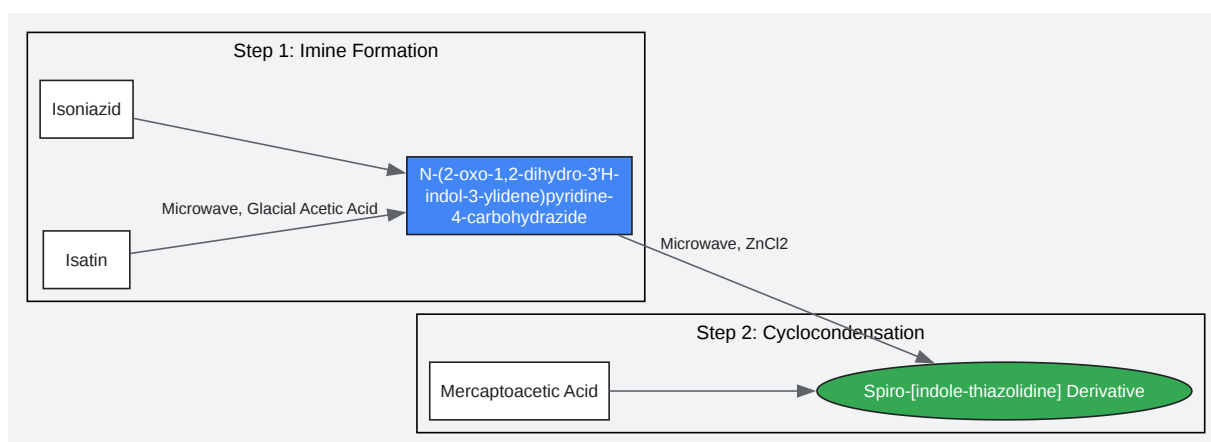 Step 1: Imine Formation
Isoniazid
N-(2-oxo-1,2-dihydro-3'H-
indol-3-ylidene)pyridine-
4-carbohydrazide
Microwave, Glacial Acetic Acid
Isatin
Microwave, ZnCl2
Step 2: Cyclocondensation
Mercaptoacetic Acid
Spiro-[indole-thiazolidine] Derivative